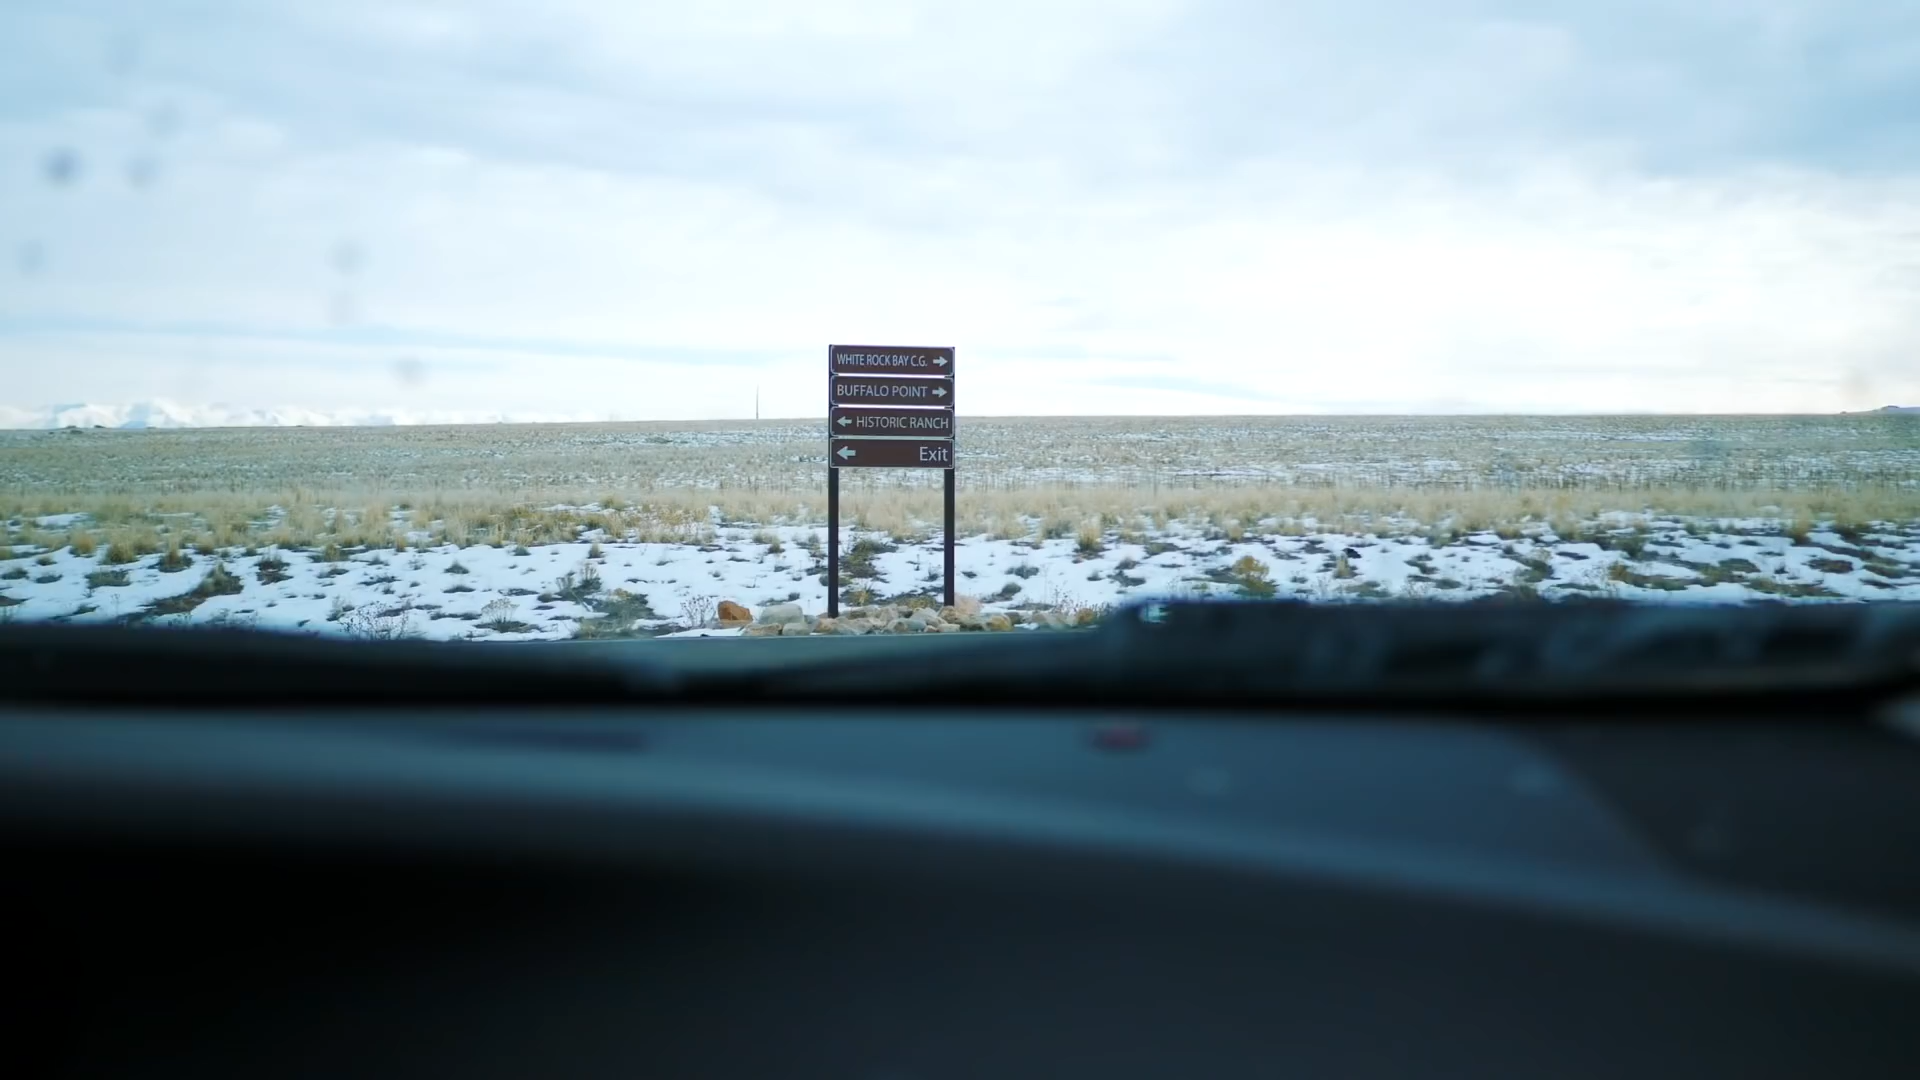 WHITE ROCK BAY C.G. →
BUFFALO POINT →
← HISTORIC RANCH
← Exit